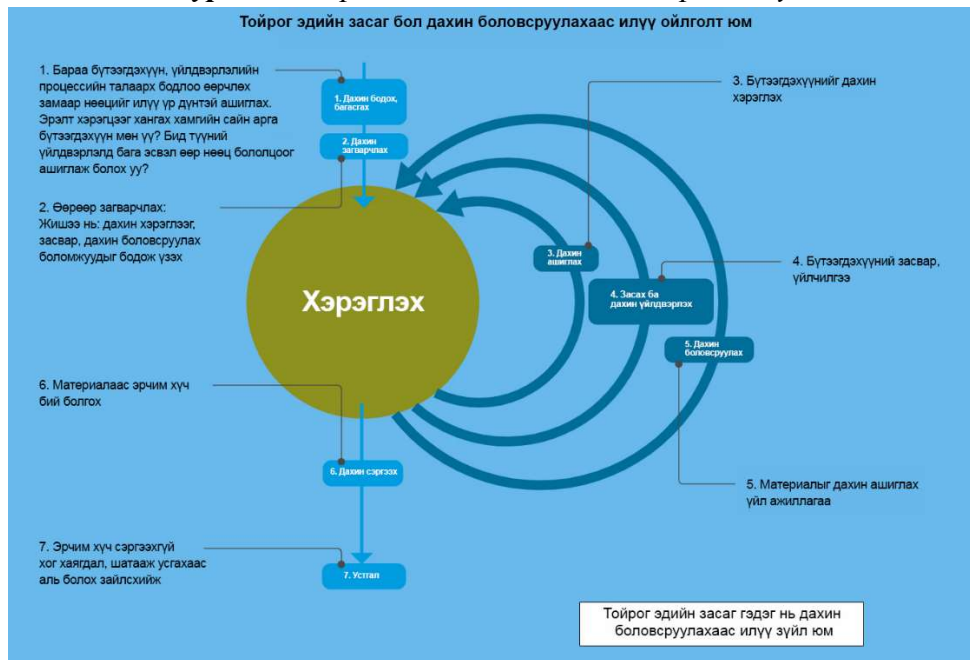 Тойрог эдийн засаг бол дахин боловсруулахаас илүү ойлголт юм
1. Бараа бүтээгдэхүүн, үйлдвэрлэлийн
процессийн талаарх бодлоо өөрчлөх
замаар нөөцийг илүү үр дүнтэй ашиглах.
Эрэлт хэрэгцээг хангах хамгийн сайн арга
бүтээгдэхүүн мөн үү? Бид түүний
үйлдвэрлэлд бага эсвэл өөр нөөц бололцоог
ашиглаж болох уу?
2. Өөрөөр загварчлах:
Жишээ нь: дахин хэрэглээг,
засвар, дахин боловсруулах
боломжуудыг бодож үзэх
1. Дахин бодох,
багасгах
2. Дахин
загварчлах
Хэрэглэх
3. Дахин
ашиглах
4. Засах ба
дахин үйлдвэрлэх
5. Дахин
боловсруулах
3. Бүтээгдэхүүнийг дахин
хэрэглэх
4. Бүтээгдэхүүний засвар,
үйлчилгээ
5. Материалыг дахин ашиглах
үйл ажиллагаа
6. Материалаас эрчим хүч
бий болгох
6. Дахин сэргээх
7. Эрчим хүч сэргээхгүй
хог хаягдал, шатааж усгахаас
аль болох зайлсхийж
7. Устгал
Тойрог эдийн засаг гэдэг нь дахин
боловсруулахаас илүү зүйл юм